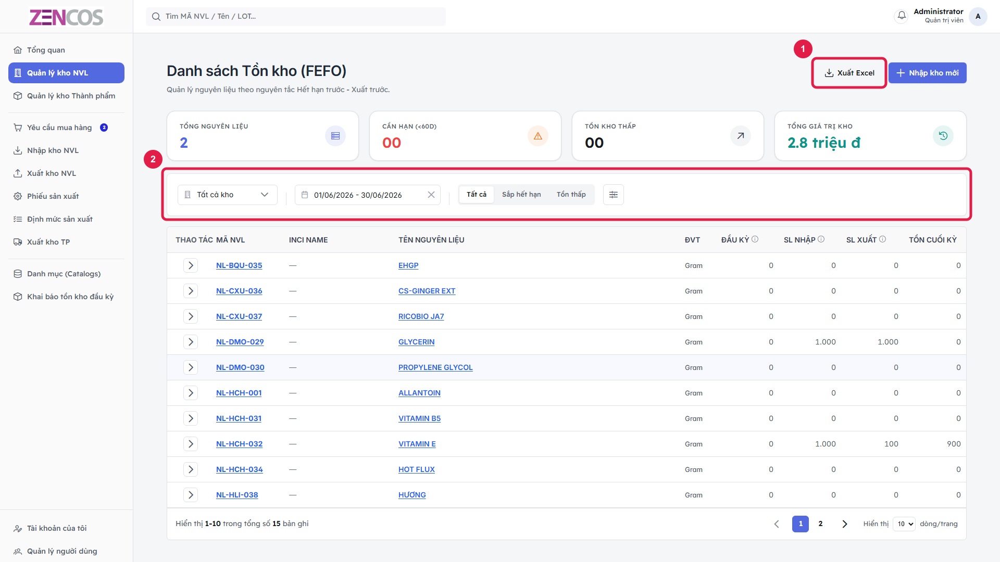 ZENCOS
Tìm MÃ NVL / Tên / LOT...
Administrator
Quản trị viên
A
Tổng quan
Quản lý kho NVL
Quản lý kho Thành phẩm
Yêu cầu mua hàng 2
Nhập kho NVL
Xuất kho NVL
Phiếu sản xuất
Định mức sản xuất
Xuất kho TP
Danh mục (Catalogs)
Khai báo tồn kho đầu kỳ
Tài khoản của tôi
Quản lý người dùng
1
Danh sách Tồn kho (FEFO)
Quản lý nguyên liệu theo nguyên tắc Hết hạn trước - Xuất trước.
Xuất Excel
Nhập kho mới
TỔNG NGUYÊN LIỆU
2
CẬN HẠN (<60D)
00
TỒN KHO THẤP
00
TỔNG GIÁ TRỊ KHO
2.8 triệu đ
2
Tất cả kho
01/06/2026 - 30/06/2026
Tất cả Sắp hết hạn Tồn thấp
THAO TÁC MÃ NVL INCI NAME TÊN NGUYÊN LIỆU ĐVT ĐẦU KỲ SL NHẬP SL XUẤT TỒN CUỐI KỲ
NL-BQU-035 — EHGP Gram 0 0 0 0
NL-CXU-036 — CS-GINGER EXT Gram 0 0 0 0
NL-CXU-037 — RICOBIO JA7 Gram 0 0 0 0
NL-DMO-029 — GLYCERIN Gram 0 1.000 1.000 0
NL-DMO-030 — PROPYLENE GLYCOL Gram 0 0 0 0
NL-HCH-001 — ALLANTOIN Gram 0 0 0 0
NL-HCH-031 — VITAMIN B5 Gram 0 0 0 0
NL-HCH-032 — VITAMIN E Gram 0 1.000 100 900
NL-HCH-034 — HOT FLUX Gram 0 0 0 0
NL-HLI-038 — HƯƠNG Gram 0 0 0 0
Hiển thị 1-10 trong tổng số 15 bản ghi
1 2
Hiển thị 10 dòng/trang